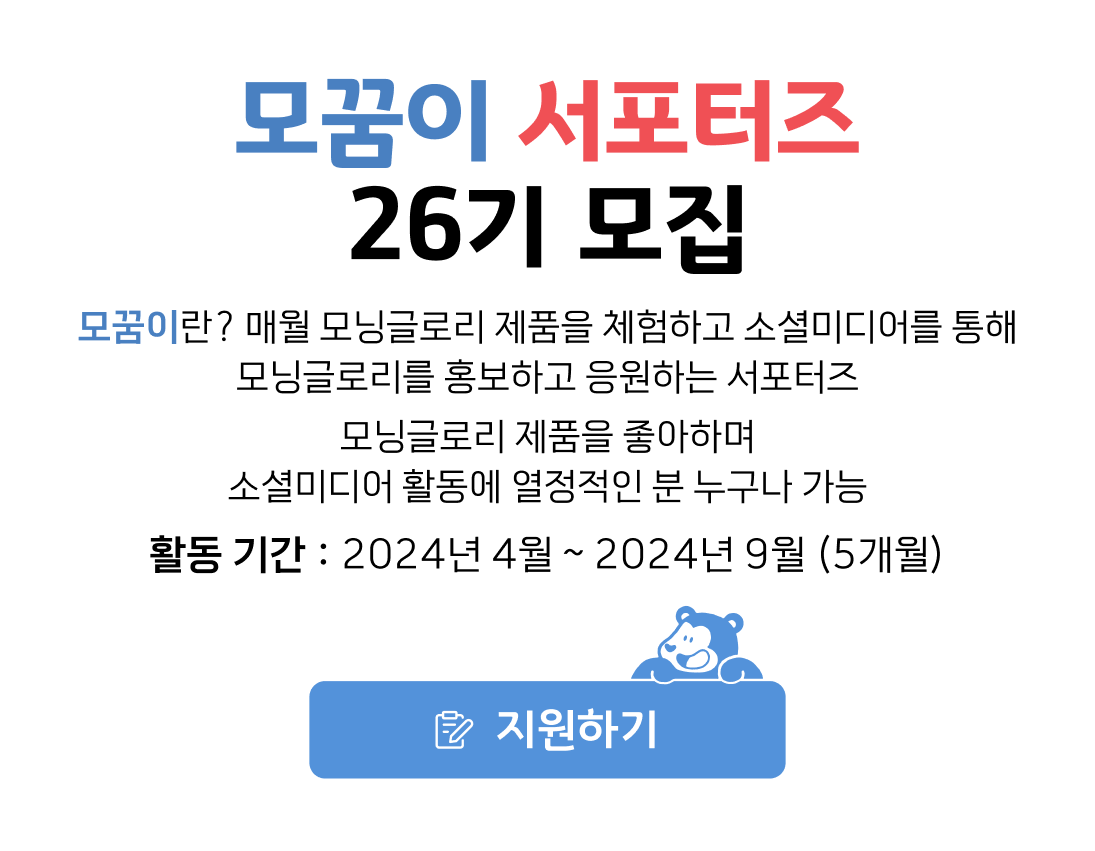 모꿈이 서포터즈
26기 모집
모꿈이란? 매월 모닝글로리 제품을 체험하고 소셜미디어를 통해
모닝글로리를 홍보하고 응원하는 서포터즈
모닝글로리 제품을 좋아하며
소셜미디어 활동에 열정적인 분 누구나 가능
활동 기간 : 2024년 4월 ~ 2024년 9월 (5개월)
지원하기